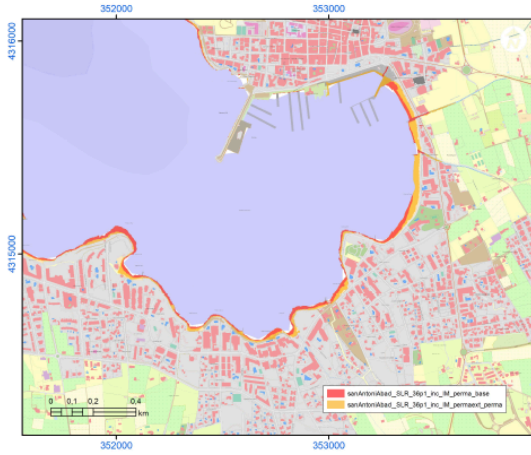 352000 353000
4316000
4315000
0 0,1 0,2 0,4
km
sanAntoniAbad_SLR_36p1_inc_IM_perma_base
sanAntoniAbad_SLR_36p1_inc_IM_permaext_perma
352000 353000